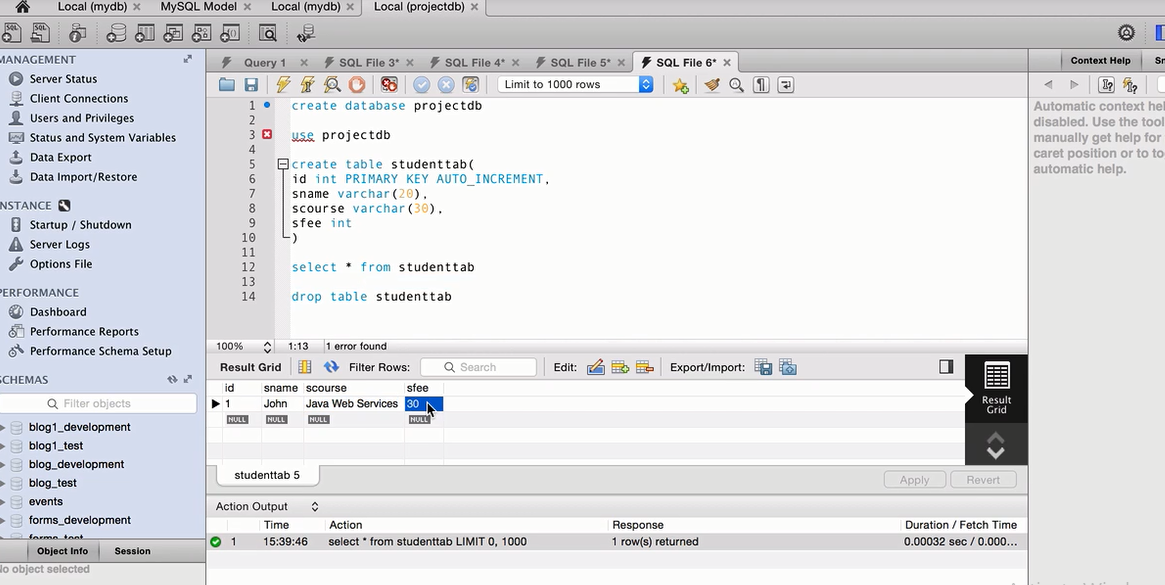 Local (mydb) × MySQL Model × Local (mydb) × Local (projectdb) ×
MANAGEMENT
Server Status
Client Connections
Users and Privileges
Status and System Variables
Data Export
Data Import/Restore
INSTANCE
Startup / Shutdown
Server Logs
Options File
PERFORMANCE
Dashboard
Performance Reports
Performance Schema Setup
SCHEMAS
Filter objects
blog1_development
blog1_test
blog_development
blog_test
events
forms_development
forms_test
Object Info Session
No object selected
Query 1 × SQL File 3* × SQL File 4* × SQL File 5* × SQL File 6* ×
Limit to 1000 rows
1 create database projectdb
2
3 use projectdb
4
5 create table studenttab(
6 id int PRIMARY KEY AUTO_INCREMENT,
7 sname varchar(20),
8 scourse varchar(30),
9 sfee int
10 )
11
12 select * from studenttab
13
14 drop table studenttab
100% 1:13 1 error found
Result Grid Filter Rows: Search Edit: Export/Import:
id sname scourse sfee
1 John Java Web Services 30
NULL NULL NULL NULL
Result
Grid
studenttab 5 Apply Revert
Action Output
Time Action Response Duration / Fetch Time
1 15:39:46 select * from studenttab LIMIT 0, 1000 1 row(s) returned 0.00032 sec / 0.000...
Context Help
Automatic context hel
disabled. Use the tool
manually get help for
caret position or to to
automatic help.